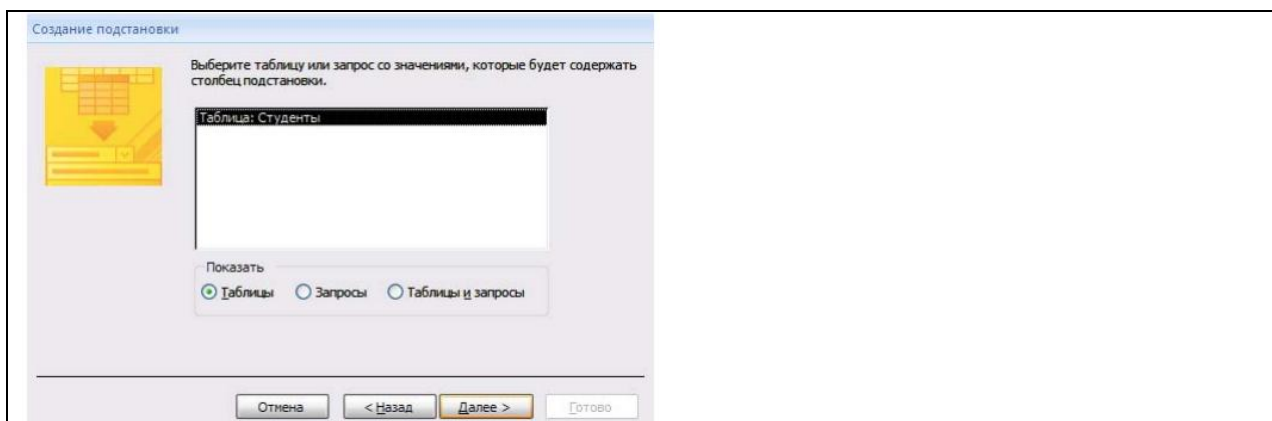 Создание подстановки
Выберите таблицу или запрос со значениями, которые будет содержать
столбец подстановки.
Таблица: Студенты
Показать
Таблицы Запросы Таблицы и запросы
Отмена < Назад Далее > Готово